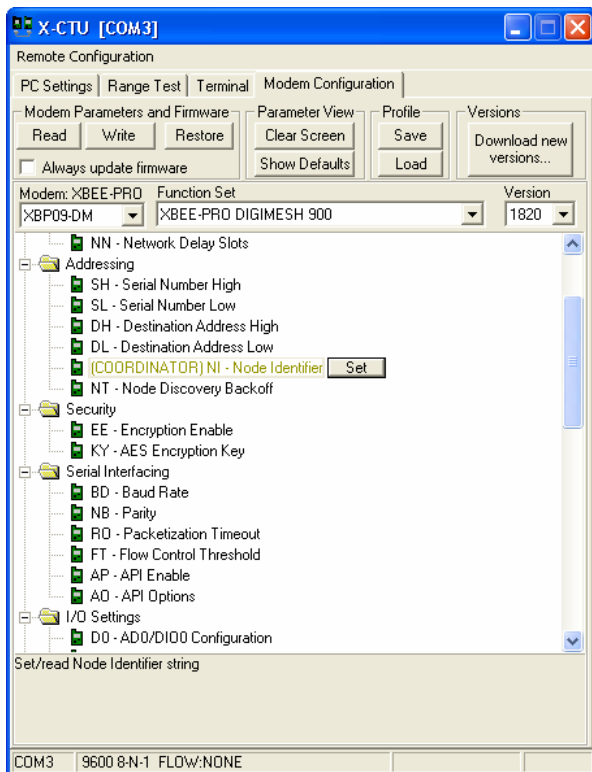 X-CTU [COM3]
Remote Configuration
PC Settings Range Test Terminal Modem Configuration
Modem Parameters and Firmware Parameter View Profile Versions
Read Write Restore Clear Screen Save Download new versions...
Always update firmware Show Defaults Load
Modem: XBEE-PRO Function Set Version
XBP09-DM XBEE-PRO DIGIMESH 900 1820
NN - Network Delay Slots
Addressing
SH - Serial Number High
SL - Serial Number Low
DH - Destination Address High
DL - Destination Address Low
(COORDINATOR) NI - Node Identifier Set
NT - Node Discovery Backoff
Security
EE - Encryption Enable
KY - AES Encryption Key
Serial Interfacing
BD - Baud Rate
NB - Parity
RO - Packetization Timeout
FT - Flow Control Threshold
AP - API Enable
AO - API Options
I/O Settings
D0 - AD0/DIO0 Configuration
Set/read Node Identifier string
COM3 9600 8-N-1 FLOW:NONE